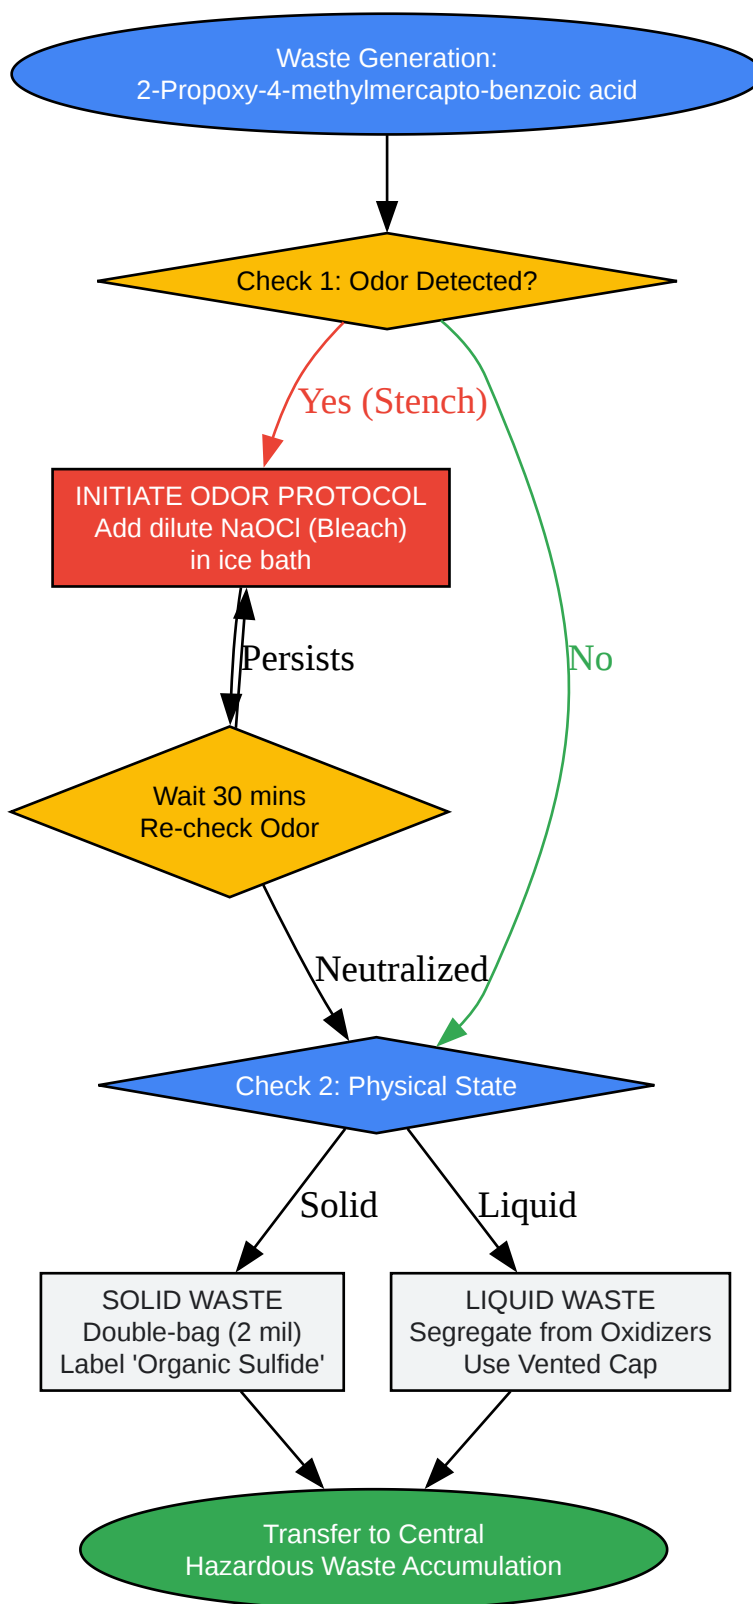 Waste Generation:
2-Propoxy-4-methylmercapto-benzoic acid
Check 1: Odor Detected?
Yes (Stench)
INITIATE ODOR PROTOCOL
Add dilute NaOCl (Bleach)
in ice bath
Persists
No
Wait 30 mins
Re-check Odor
Neutralized
Check 2: Physical State
Solid
Liquid
SOLID WASTE
Double-bag (2 mil)
Label 'Organic Sulfide'
LIQUID WASTE
Segregate from Oxidizers
Use Vented Cap
Transfer to Central
Hazardous Waste Accumulation